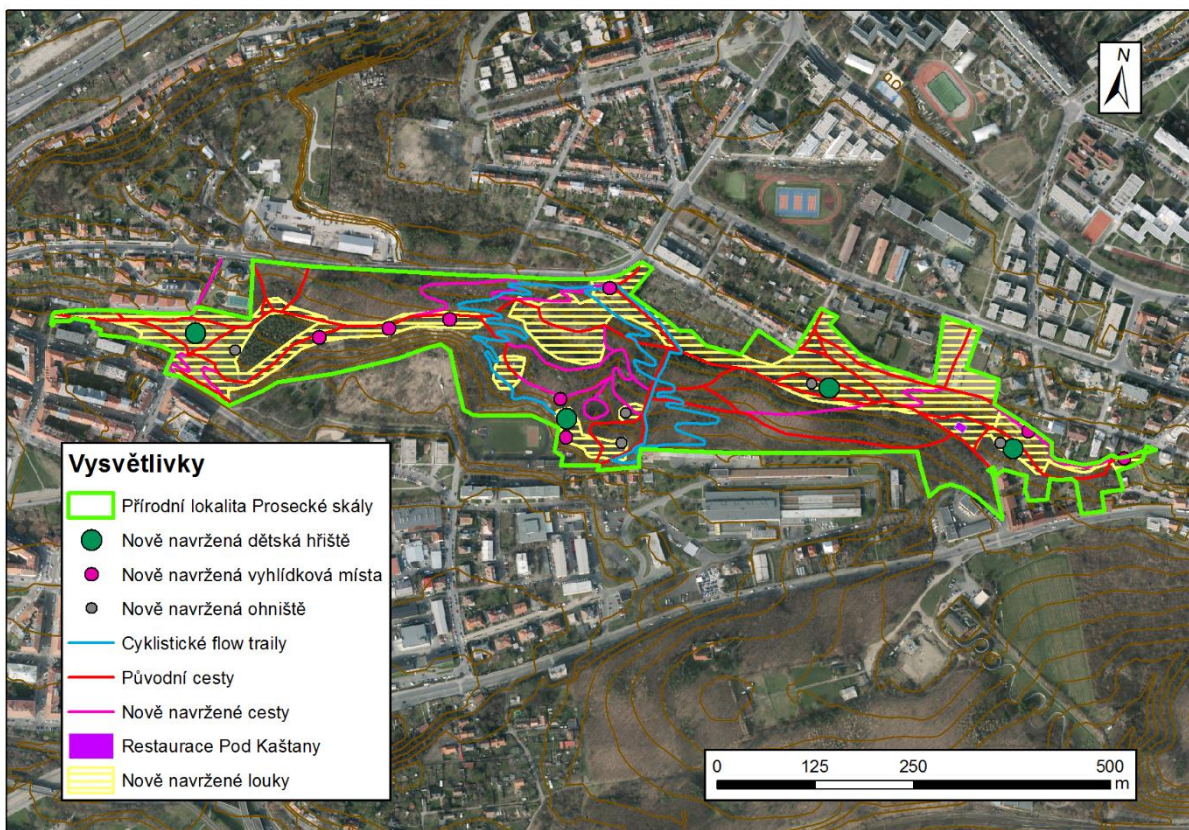 N
Vysvětlivky
Přírodní lokalita Prosecké skály
Nově navržená dětská hřiště
Nově navržená vyhlídková místa
Nově navržená ohniště
Cyklistické flow traily
Původní cesty
Nově navržené cesty
Restaurace Pod Kaštany
Nově navržené louky
0 125 250 500
m